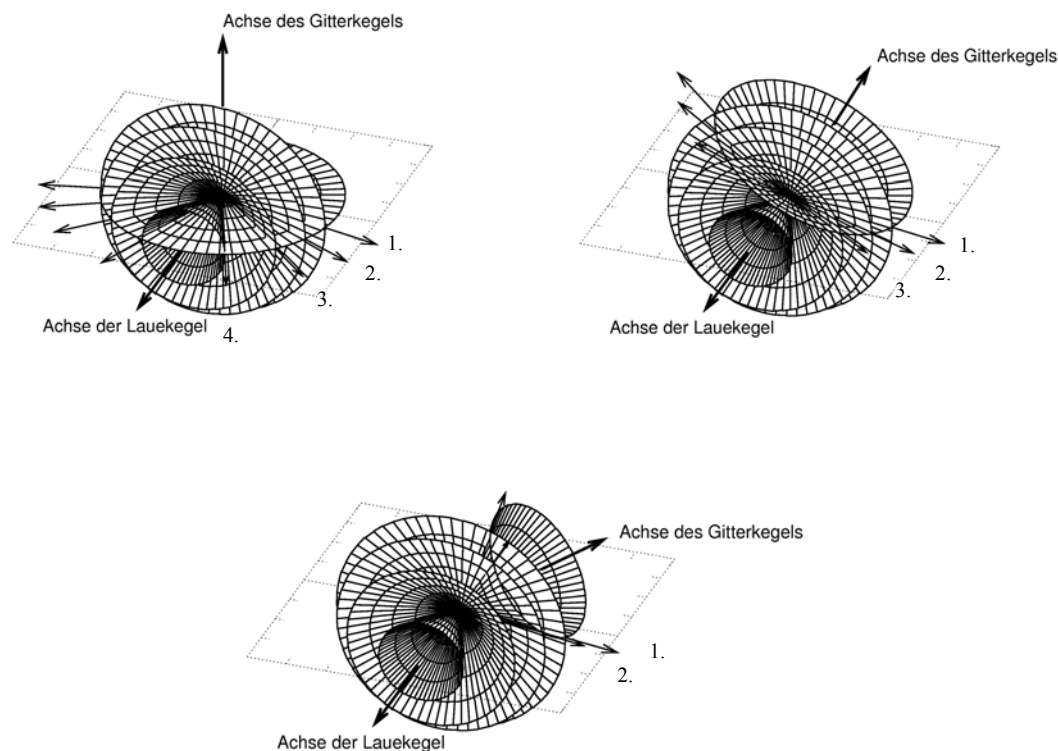 Achse des Gitterkegels
1.
2.
3.
Achse der Lauekegel
4.
Achse des Gitterkegels
1.
2.
3.
Achse der Lauekegel
Achse des Gitterkegels
1.
2.
Achse der Lauekegel